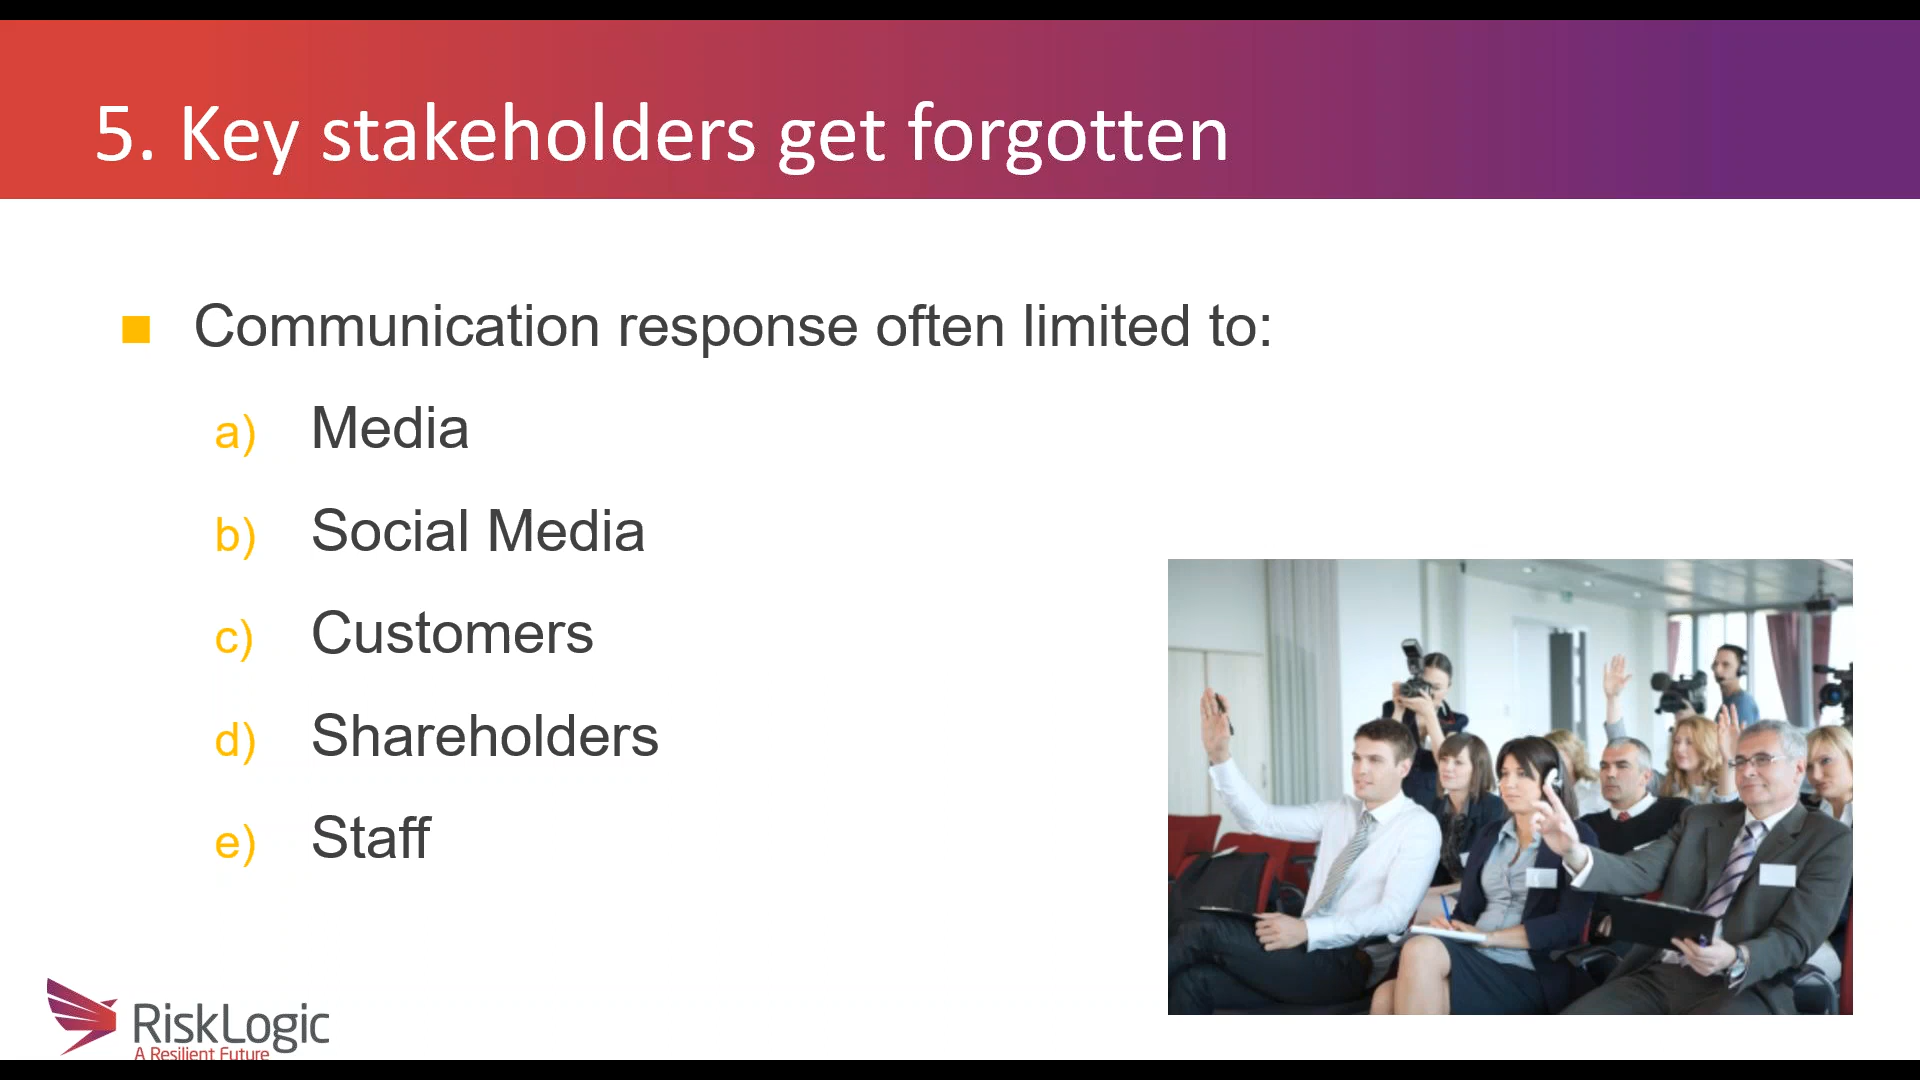 5. Key stakeholders get forgotten
Communication response often limited to:
a) Media
b) Social Media
c) Customers
d) Shareholders
e) Staff
RiskLogic
A Resilient Future